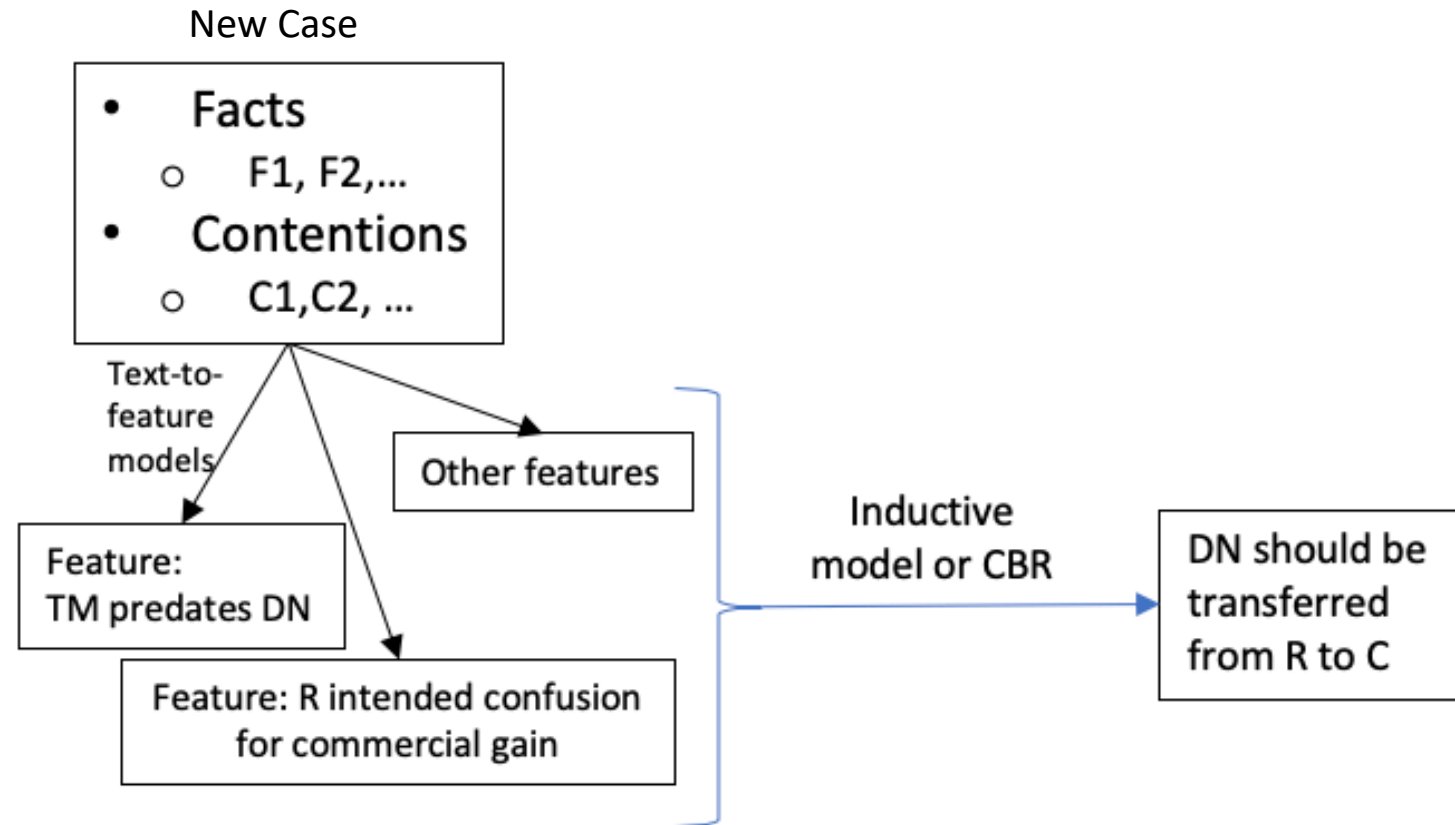 New Case
• Facts
o F1, F2,...
• Contentions
o C1,C2, ...
Text-to-
feature
models
Other features
Feature:
TM predates DN
Feature: R intended confusion
for commercial gain
Inductive
model or CBR
DN should be
transferred
from R to C